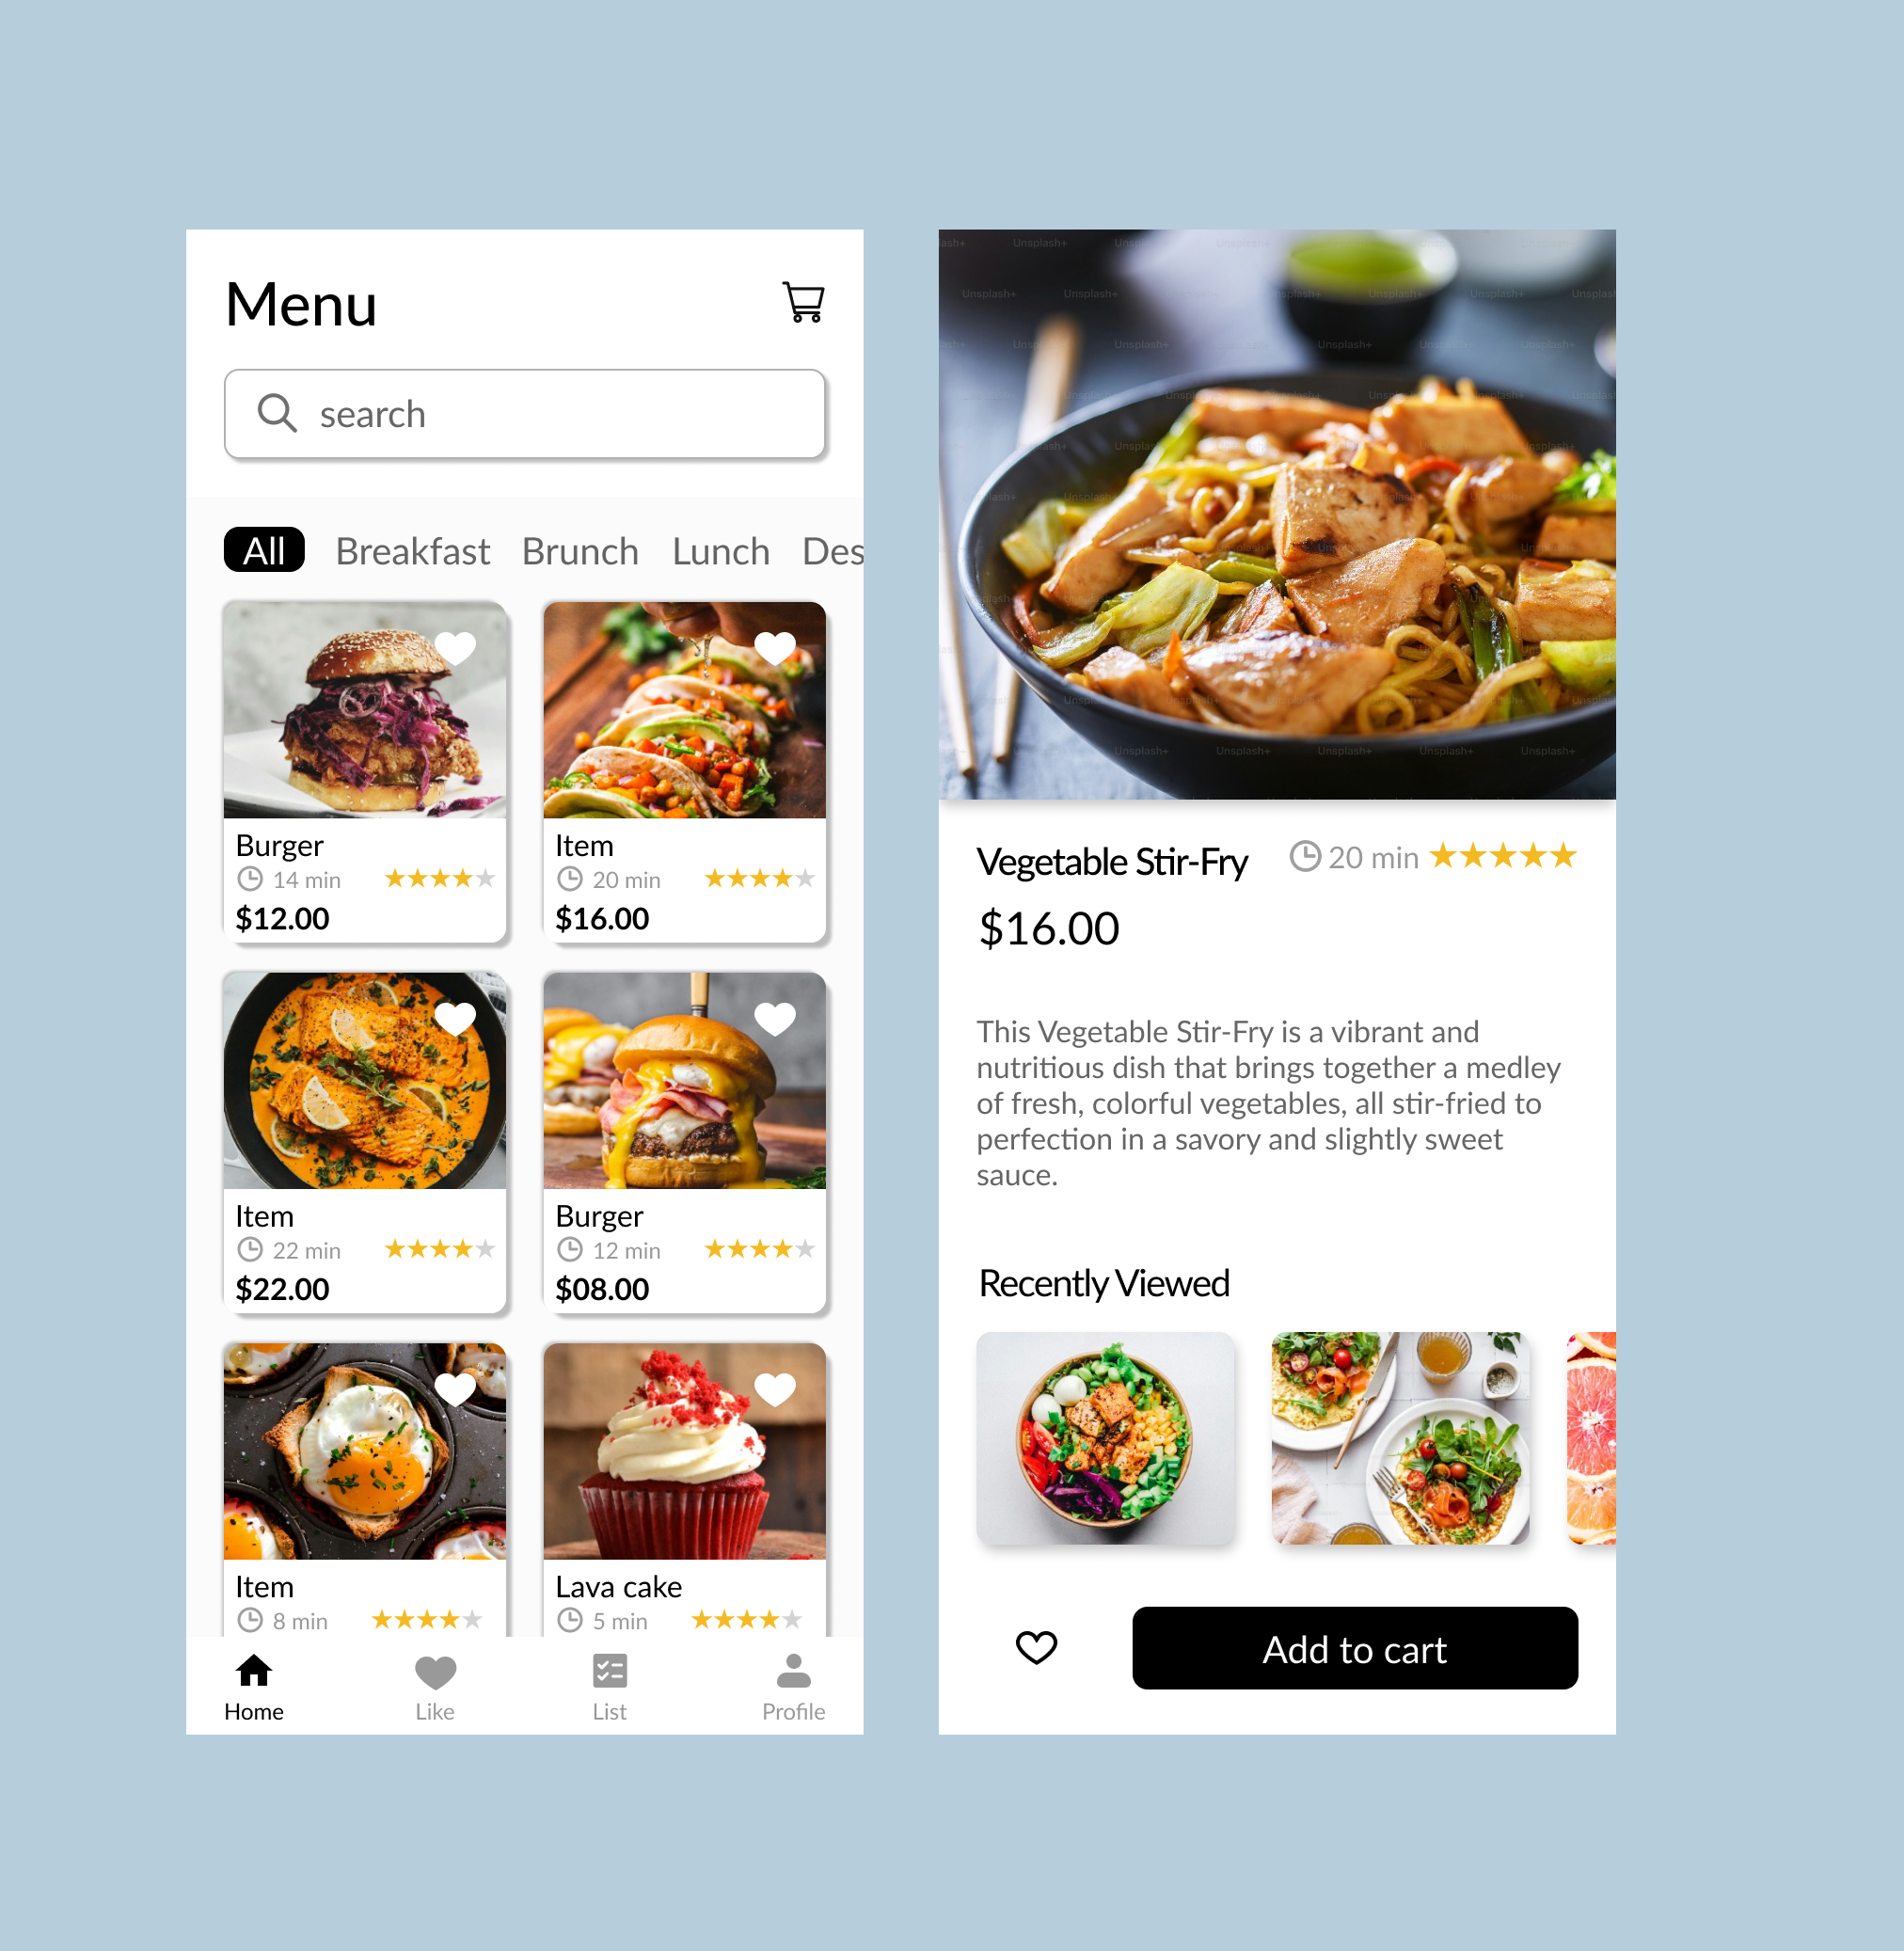 Menu
search
All Breakfast Brunch Lunch Des
Burger
14 min
$12.00
Item
20 min
$16.00
Item
22 min
$22.00
Burger
12 min
$08.00
Item
8 min
Lava cake
5 min
Home Like List Profile
Unsplash+
Vegetable Stir-Fry
20 min
$16.00
This Vegetable Stir-Fry is a vibrant and
nutritious dish that brings together a medley
of fresh, colorful vegetables, all stir-fried to
perfection in a savory and slightly sweet
sauce.
Recently Viewed
Add to cart